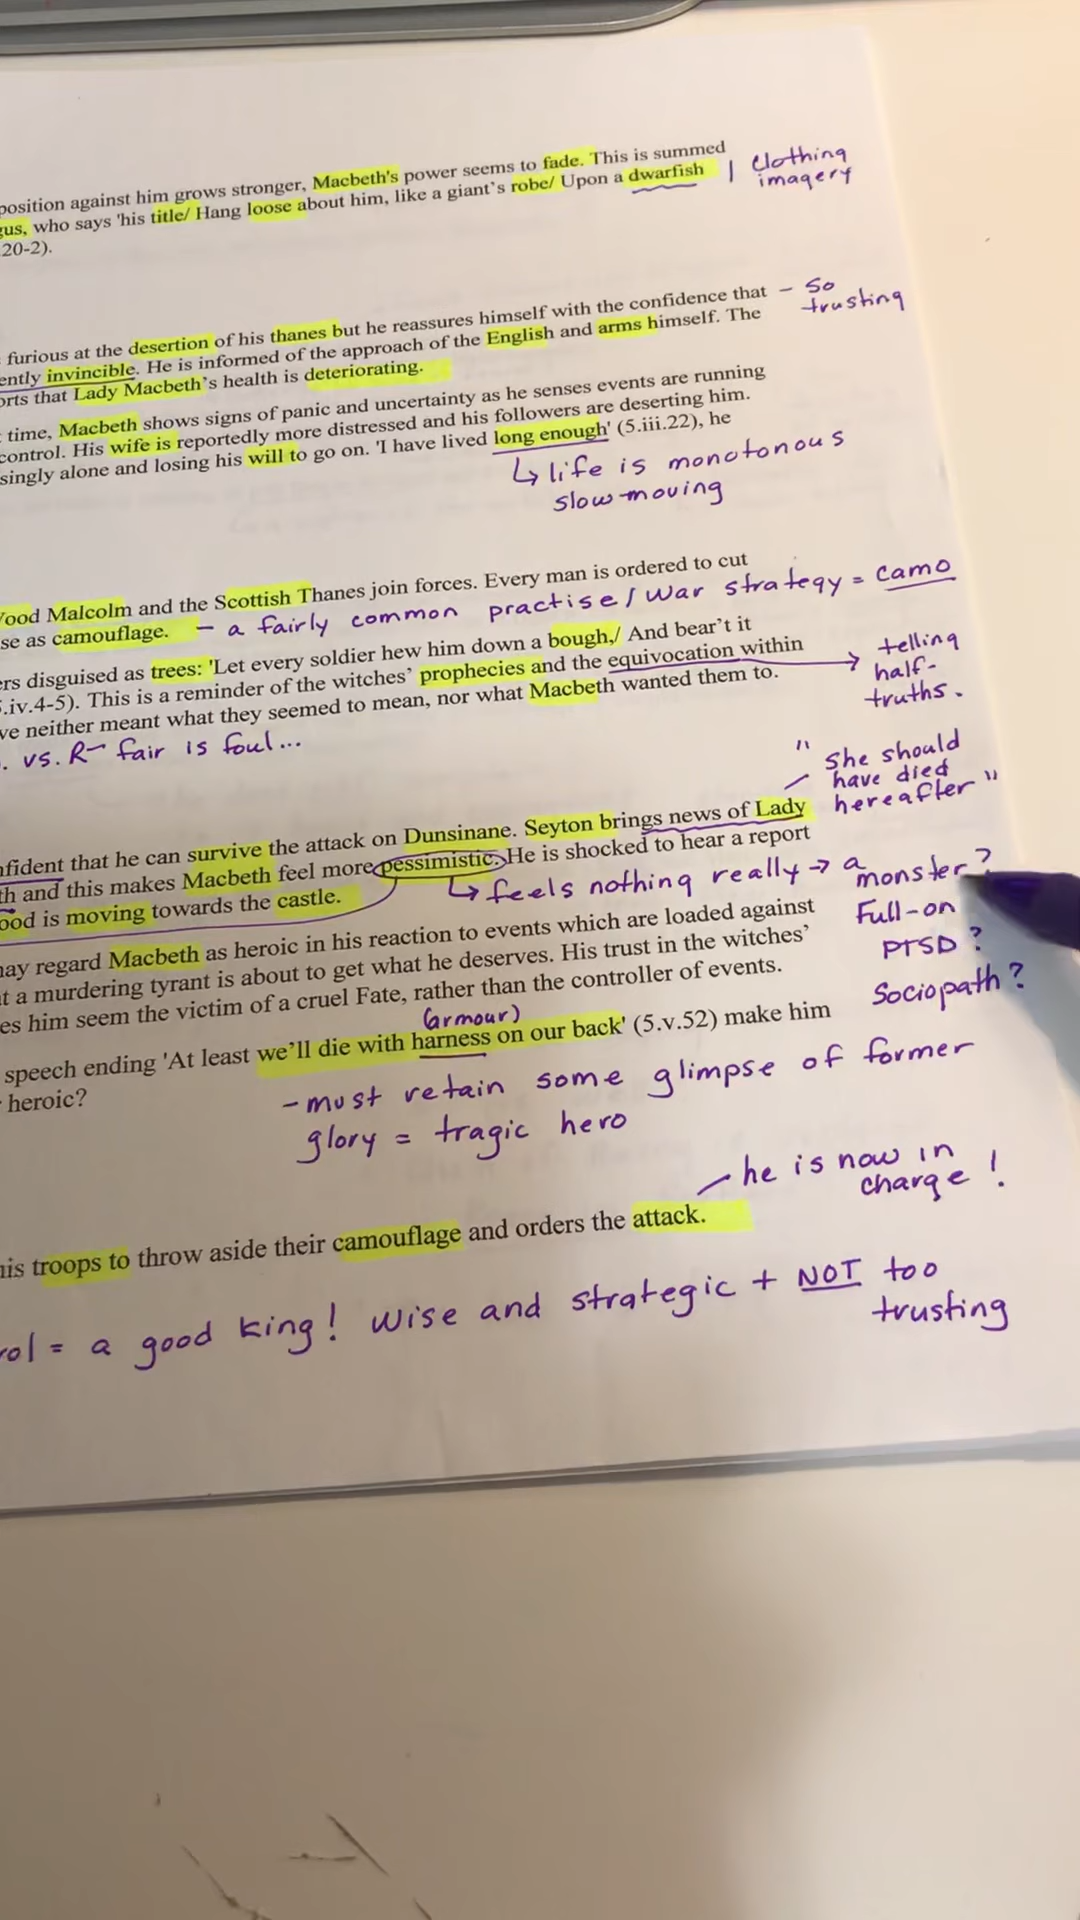 position against him grows stronger, Macbeth's power seems to fade. This is summed
gus, who says 'his title/ Hang loose about him, like a giant's robe/ Upon a dwarfish
20-2).
Clothing
imagery
furious at the desertion of his thanes but he reassures himself with the confidence that
ently invincible. He is informed of the approach of the English and arms himself. The
orts that Lady Macbeth's health is deteriorating.
- So
trusting
time, Macbeth shows signs of panic and uncertainty as he senses events are running
control. His wife is reportedly more distressed and his followers are deserting him.
singly alone and losing his will to go on. 'I have lived long enough' (5.iii.22), he
↳ life is monotonous
slow-moving
ood Malcolm and the Scottish Thanes join forces. Every man is ordered to cut
se as camouflage.
- a fairly common practise / war strategy = camo
ers disguised as trees: 'Let every soldier hew him down a bough,/ And bear't it
.iv.4-5). This is a reminder of the witches' prophecies and the equivocation within
ve neither meant what they seemed to mean, nor what Macbeth wanted them to.
→ telling
half-
truths.
. vs. R- fair is foul...
" She should
have died
hereafter "
nfident that he can survive the attack on Dunsinane. Seyton brings news of Lady
th and this makes Macbeth feel more pessimistic. He is shocked to hear a report
ood is moving towards the castle.
↳ feels nothing really → a
monster?
Full-on
PTSD?
Sociopath?
may regard Macbeth as heroic in his reaction to events which are loaded against
t a murdering tyrant is about to get what he deserves. His trust in the witches'
es him seem the victim of a cruel Fate, rather than the controller of events.
(armour)
speech ending 'At least we'll die with harness on our back' (5.v.52) make him
heroic?
- must retain some glimpse of former
glory = tragic hero
- he is now in
charge!
his troops to throw aside their camouflage and orders the attack.
rol = a good king! Wise and strategic + NOT too
trusting